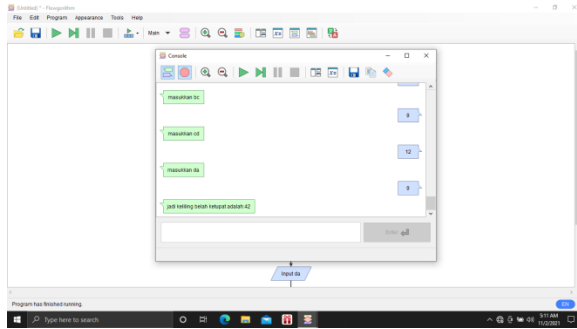 (Untitled) * - Flowgorithm
File Edit Program Appearance Tools Help
Main
Console
masukkan bc
9
masukkan cd
12
masukkan da
9
jadi keliling belah ketupat adalah 42
Enter
Input da
Program has finished running.
EN
Type here to search
9:11 AM
11/2/2021